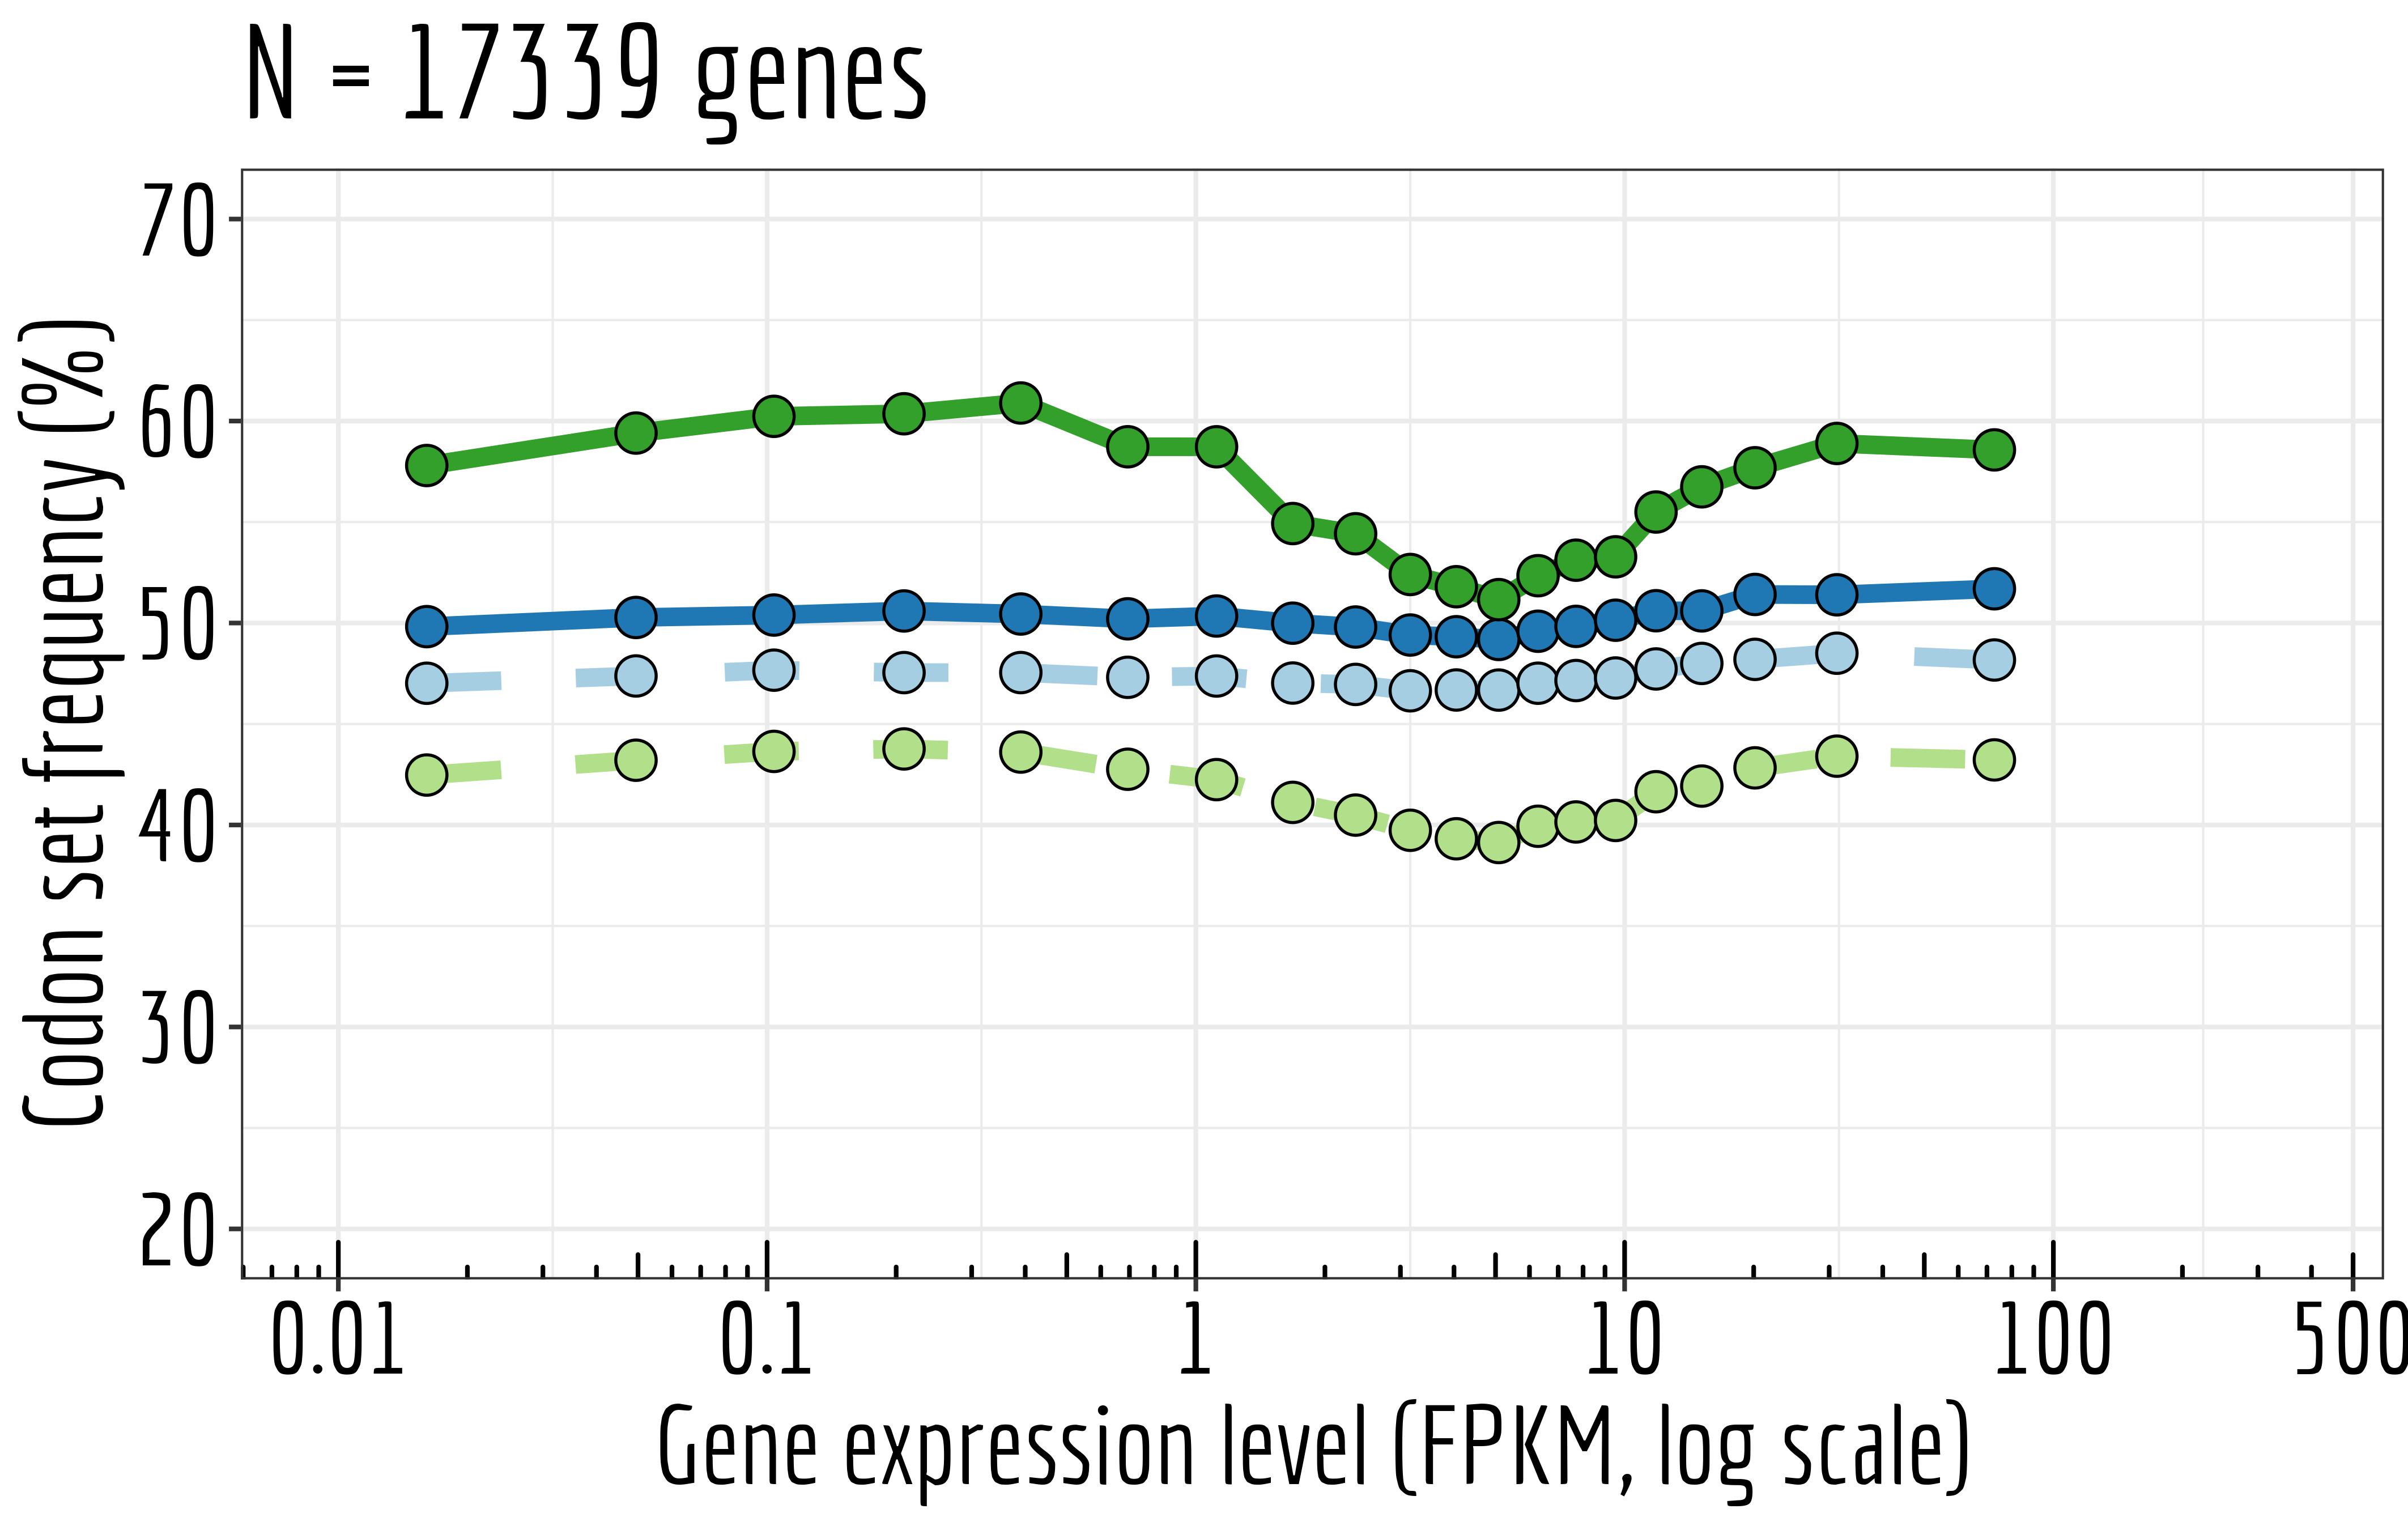 N = 17339 genes
70
60
50
40
30
20
Codon set frequency (%)
0.01 0.1 1 10 100 500
Gene expression level (FPKM, log scale)